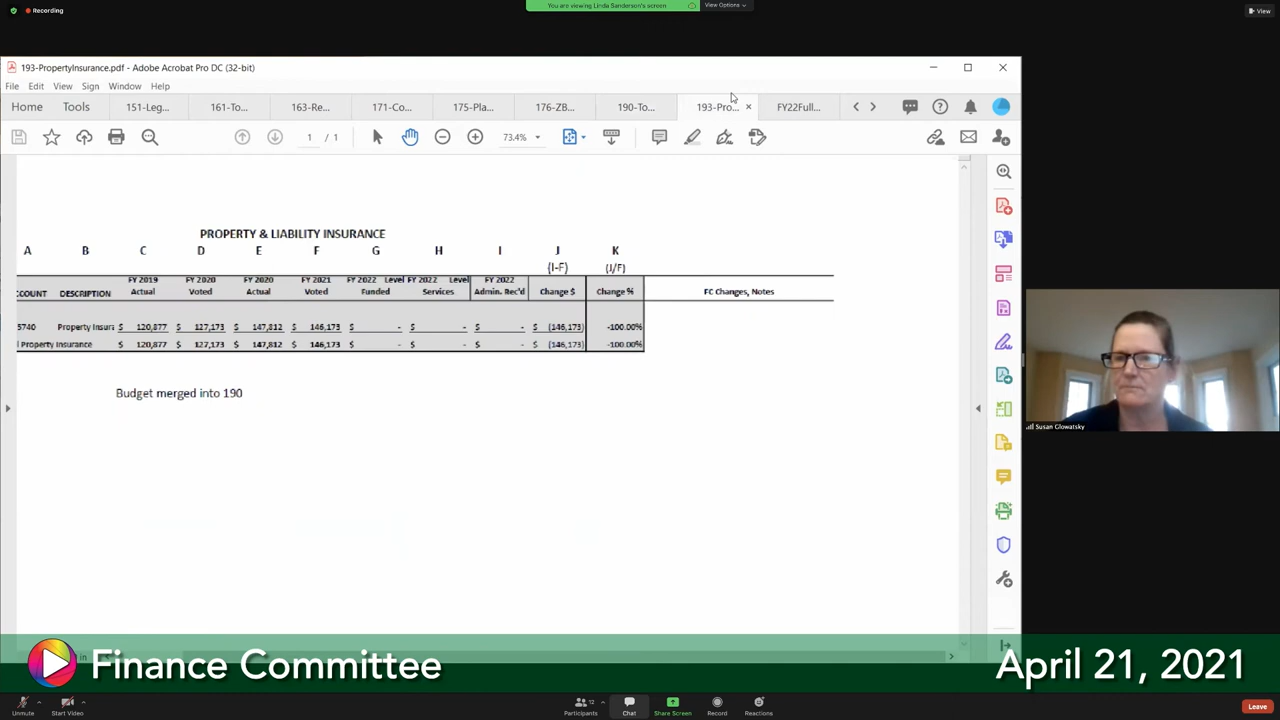 Recording
You are viewing Linda Sanderson's screen
View Options
View
193-PropertyInsurance.pdf - Adobe Acrobat Pro DC (32-bit)
File Edit View Sign Window Help
Home Tools 151-Leg... 161-To... 163-Re... 171-Co... 175-Pla... 176-ZB... 190-To... 193-Pro... × FY22Full...
1 / 1 73.4%
PROPERTY & LIABILITY INSURANCE
A B C D E F G H I J K
(I-F) (J/F)
FY 2019 FY 2020 FY 2020 FY 2021 FY 2022 Level FY 2022 Level FY 2022
COUNT DESCRIPTION Actual Voted Actual Voted Funded Services Admin. Rec'd Change $ Change % FC Changes, Notes
5740 Property Insura $ 120,877 $ 127,173 $ 147,812 $ 146,173 $ - $ - $ - $ (146,173) -100.00%
l Property Insurance $ 120,877 $ 127,173 $ 147,812 $ 146,173 $ - $ - $ - $ (146,173) -100.00%
Budget merged into 190
Susan Glowatsky
Finance Committee
April 21, 2021
Unmute Start Video Participants 12 Chat Share Screen Record Reactions Leave